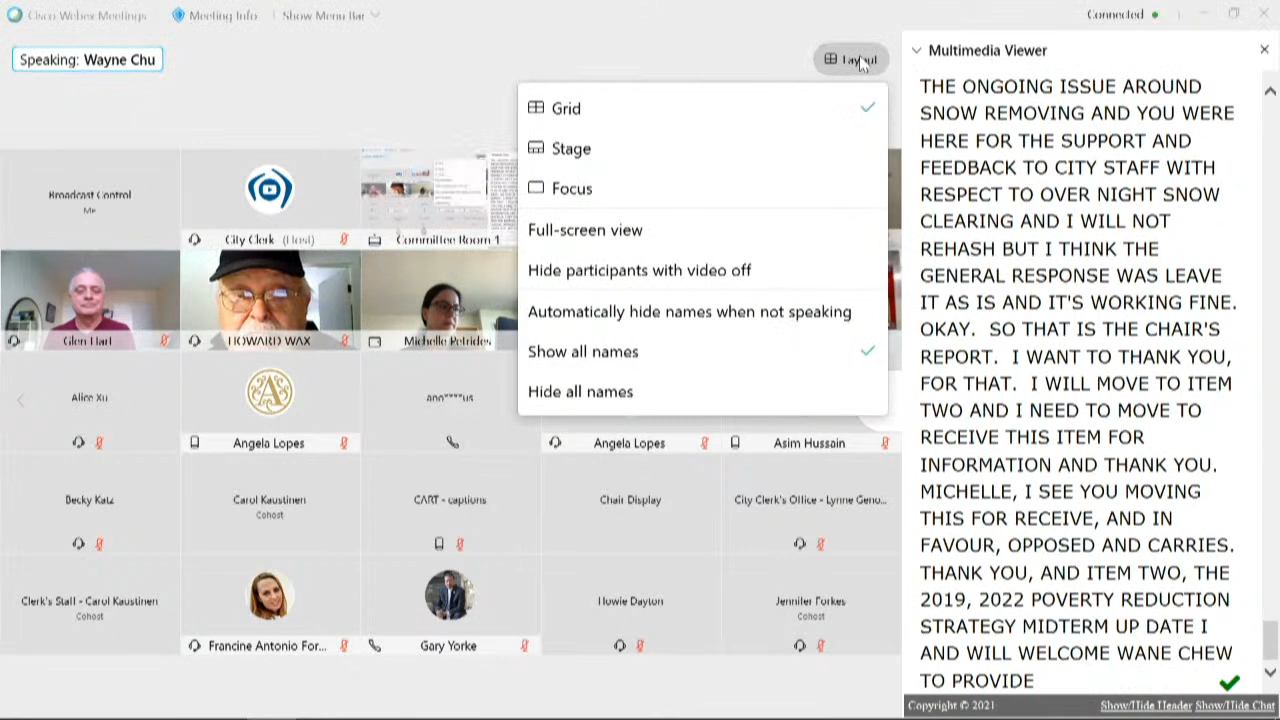 Cisco Webex Meetings
Meeting Info
Show Menu Bar
Connected
Speaking: Wayne Chu
Layout
Grid
Stage
Focus
Full-screen view
Hide participants with video off
Automatically hide names when not speaking
Show all names
Hide all names
Broadcast Control
Me
City Clerk (Host)
Committee Room 1
Glen Hart
HOWARD WAX
Michelle Petrides
Alice Xu
ano****us
Angela Lopes
Angela Lopes
Asim Hussain
Becky Katz
Carol Kaustinen
Cohost
CART - captions
Chair Display
City Clerk's Office - Lynne Geno...
Clerk's Staff - Carol Kaustinen
Cohost
Francine Antonio For...
Gary Yorke
Howie Dayton
Jennifer Forkes
Cohost
Multimedia Viewer
THE ONGOING ISSUE AROUND
SNOW REMOVING AND YOU WERE
HERE FOR THE SUPPORT AND
FEEDBACK TO CITY STAFF WITH
RESPECT TO OVER NIGHT SNOW
CLEARING AND I WILL NOT
REHASH BUT I THINK THE
GENERAL RESPONSE WAS LEAVE
IT AS IS AND IT'S WORKING FINE.
OKAY. SO THAT IS THE CHAIR'S
REPORT. I WANT TO THANK YOU,
FOR THAT. I WILL MOVE TO ITEM
TWO AND I NEED TO MOVE TO
RECEIVE THIS ITEM FOR
INFORMATION AND THANK YOU.
MICHELLE, I SEE YOU MOVING
THIS FOR RECEIVE, AND IN
FAVOUR, OPPOSED AND CARRIES.
THANK YOU, AND ITEM TWO, THE
2019, 2022 POVERTY REDUCTION
STRATEGY MIDTERM UP DATE I
AND WILL WELCOME WANE CHEW
TO PROVIDE
Copyright © 2021
Show/Hide Header Show/Hide Chat